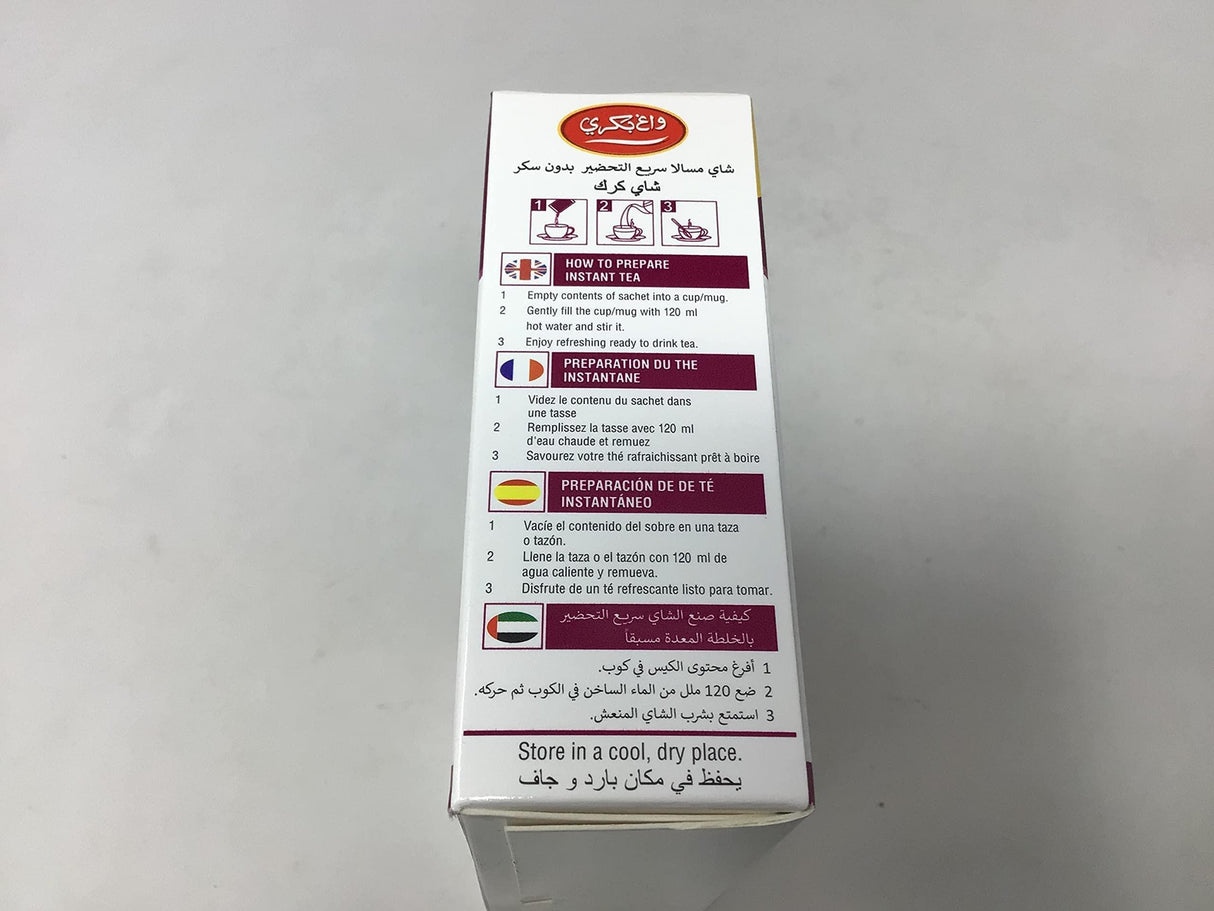 واغ بكري
شاي مسالا سريع التحضير بدون سكر
شاي كرك
1 2 3
HOW TO PREPARE
INSTANT TEA
1 Empty contents of sachet into a cup/mug.
2 Gently fill the cup/mug with 120 ml
hot water and stir it.
3 Enjoy refreshing ready to drink tea.
PREPARATION DU THE
INSTANTANE
1 Videz le contenu du sachet dans
une tasse
2 Remplissez la tasse avec 120 ml
d'eau chaude et remuez
3 Savourez votre thé rafraichissant prêt à boire
PREPARACIÓN DE DE TÉ
INSTANTÁNEO
1 Vacíe el contenido del sobre en una taza
o tazón.
2 Llene la taza o el tazón con 120 ml de
agua caliente y remueva.
3 Disfrute de un té refrescante listo para tomar.
كيفية صنع الشاي سريع التحضير
بالخلطة المعدة مسبقاً
1 أفرغ محتوى الكيس في كوب.
2 ضع 120 ملل من الماء الساخن في الكوب ثم حركه.
3 استمتع بشرب الشاي المنعش.
Store in a cool, dry place.
يحفظ في مكان بارد و جاف